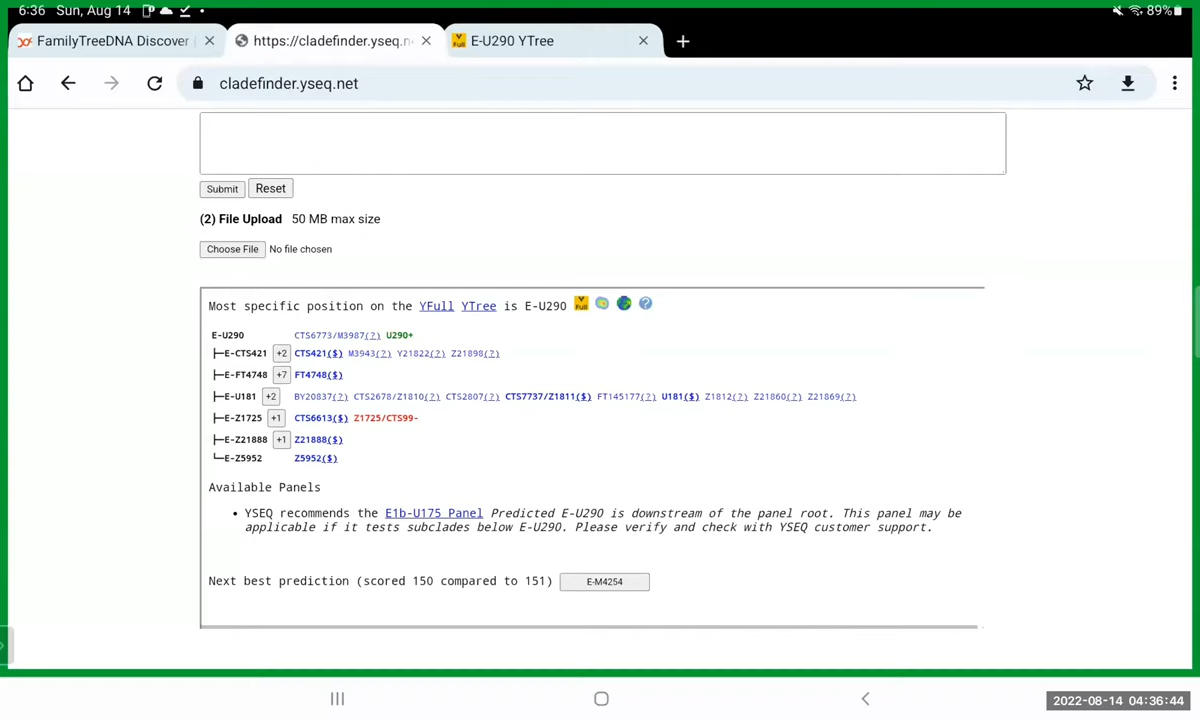 6:36 Sun, Aug 14 89%
FamilyTreeDNA Discover
https://cladefinder.yseq.n
E-U290 YTree
cladefinder.yseq.net
Submit Reset
(2) File Upload 50 MB max size
Choose File No file chosen
Most specific position on the YFull YTree is E-U290
E-U290 CTS6773/M3987(?) U290+
E-CTS421 +2 CTS421($) M3943(?) Y21822(?) Z21898(?)
E-FT4748 +7 FT4748($)
E-U181 +2 BY20837(?) CTS2678/Z1810(?) CTS2807(?) CTS7737/Z1811($) FT145177(?) U181($) Z1812(?) Z21860(?) Z21869(?)
E-Z1725 +1 CTS6613($) Z1725/CTS99-
E-Z21888 +1 Z21888($)
E-Z5952 Z5952($)
Available Panels
• YSEQ recommends the E1b-U175 Panel Predicted E-U290 is downstream of the panel root. This panel may be
applicable if it tests subclades below E-U290. Please verify and check with YSEQ customer support.
Next best prediction (scored 150 compared to 151) E-M4254
2022-08-14 04:36:44